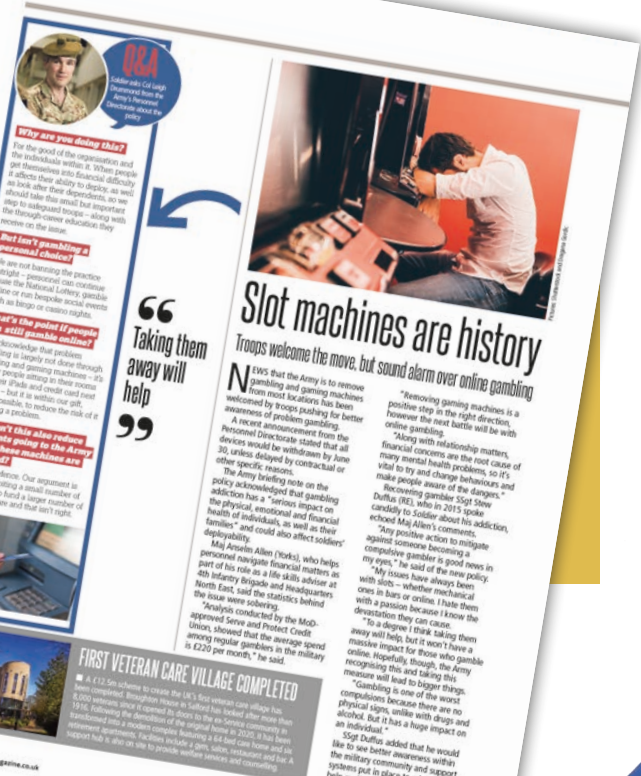 Q&A
Soldier asks Col Leigh
Drummond from the
Army's Personnel
Directorate about the
policy
Why are you doing this?
For the good of the organisation and
the individuals within it. When people
get themselves into financial difficulty
it affects their ability to deploy, as well
as look after their dependents, so we
should take this small but important
step to safeguard troops – along with
the through-career education they
receive on the issue.
But isn't gambling a
personal choice?
We are not banning the practice
outright – personnel can continue
the National Lottery, gamble
or run bespoke social events
as bingo or casino nights.
What's the point if people
still gamble online?
acknowledge that problem
is largely not done through
and gaming machines – it's
people sitting in their rooms
iPads and credit card next
– but it is within our gift,
to reduce the risk of it
a problem.
this also reduce
going to the Army
these machines are
Our argument is
a small number of
fund a larger number of
and that isn't right
“
Taking them
away will
help
”
Slot machines are history
Troops welcome the move, but sound alarm over online gambling
NEWS that the Army is to remove
gambling and gaming machines
from most locations has been
welcomed by troops pushing for better
awareness of problem gambling.
A recent announcement from the
Personnel Directorate stated that all
devices would be withdrawn by June
30, unless delayed by contractual or
other specific reasons.
The Army briefing note on the
policy acknowledged that gambling
addiction has a "serious impact on
the physical, emotional and financial
health of individuals, as well as their
families" and could also affect soldiers'
deployability.
Maj Anselm Allen (Yorks), who helps
personnel navigate financial matters as
part of his role as a life skills adviser at
4th Infantry Brigade and Headquarters
North East, said the statistics behind
the issue were sobering.
"Analysis conducted by the MoD-
approved Serve and Protect Credit
Union, showed that the average spend
among regular gamblers in the military
is £220 per month," he said.
"Removing gaming machines is a
positive step in the right direction,
however the next battle will be with
online gambling.
"Along with relationship matters,
financial concerns are the root cause of
many mental health problems, so it's
vital to try and change behaviours and
make people aware of the dangers."
Recovering gambler SSgt Stew
Duffus (RE), who in 2015 spoke
candidly to Soldier about his addiction,
echoed Maj Allen's comments.
"Any positive action to mitigate
against someone becoming a
compulsive gambler is good news in
my eyes," he said of the new policy.
"My issues have always been
with slots – whether mechanical
ones in bars or online. I hate them
with a passion because I know the
devastation they can cause.
"To a degree I think taking them
away will help, but it won't have a
massive impact for those who gamble
online. Hopefully, though, the Army
recognising this and taking this
measure will lead to bigger things.
"Gambling is one of the worst
compulsions because there are no
physical signs, unlike with drugs and
alcohol. But it has a huge impact on
an individual."
SSgt Duffus added that he would
like to see better awareness within
the military community and support
systems put in place
FIRST VETERAN CARE VILLAGE COMPLETED
■ A £12.5m scheme to create the UK's first veteran care village has
been completed. Broughton House in Salford has looked after more than
8,000 veterans since it opened its doors to the ex-Service community in
1916. Following the demolition of the original home in 2020, it has been
transformed into a modern complex featuring a 64-bed care home and six
retirement apartments. Facilities include a gem, salon, restaurant and bar. A
support hub is also on site to provide welfare services and counselling.